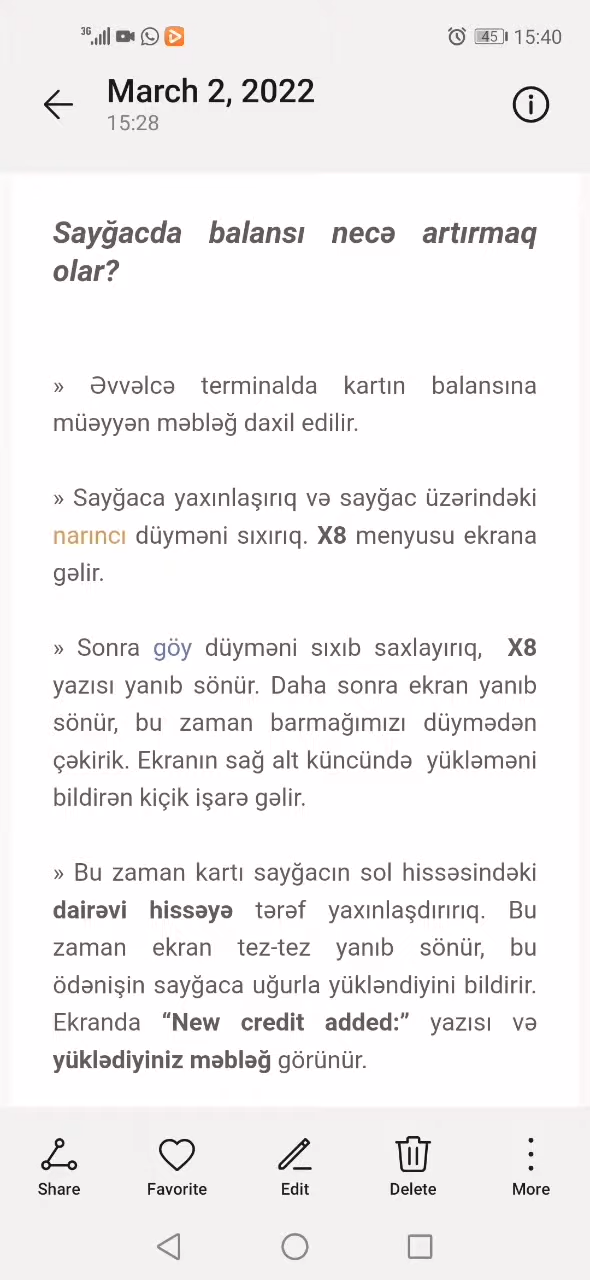 3G
45
15:40
March 2, 2022
15:28
Sayğacda balansı necə artırmaq
olar?
» Əvvəlcə terminalda kartın balansına
müəyyən məbləğ daxil edilir.
» Sayğaca yaxınlaşırıq və sayğac üzərindəki
narıncı düyməni sıxırıq. X8 menyusu ekrana
gəlir.
» Sonra göy düyməni sıxıb saxlayırıq, X8
yazısı yanıb sönür. Daha sonra ekran yanıb
sönür, bu zaman barmağımızı düymədən
çəkirik. Ekranın sağ alt küncündə yükləməni
bildirən kiçik işarə gəlir.
» Bu zaman kartı sayğacın sol hissəsindəki
dairəvi hissəyə tərəf yaxınlaşdırırıq. Bu
zaman ekran tez-tez yanıb sönür, bu
ödənişin sayğaca uğurla yükləndiyini bildirir.
Ekranda “New credit added:” yazısı və
yüklədiyiniz məbləğ görünür.
Share Favorite Edit Delete More